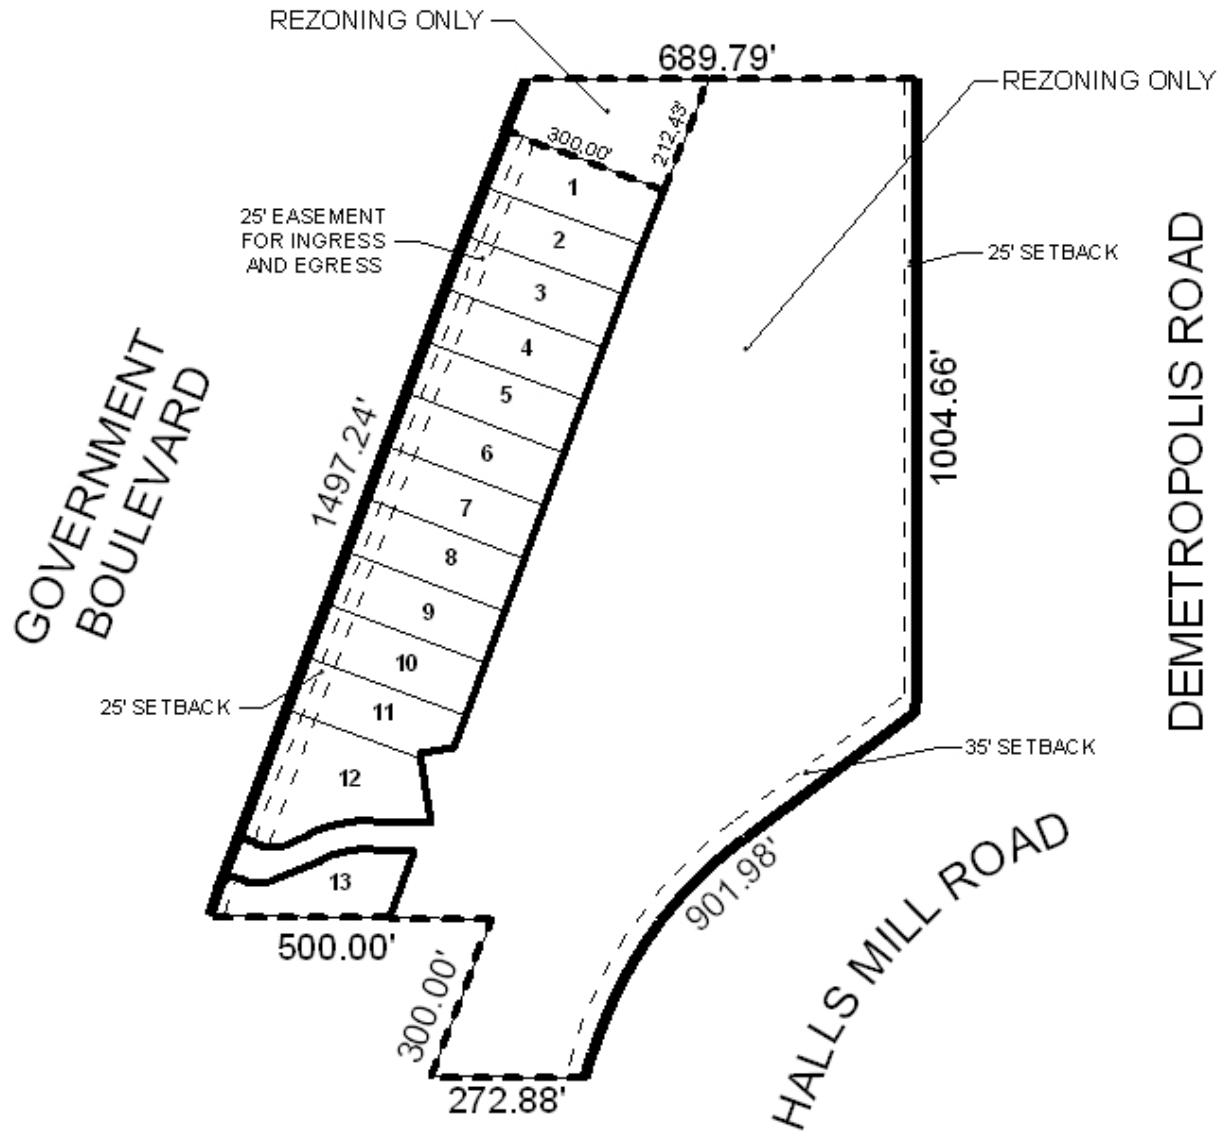 REZONING ONLY
689.79'
REZONING ONLY
212.43'
300.00'
1
25' EASEMENT
FOR INGRESS
AND EGRESS
2
25' SETBACK
3
4
5
6
7
8
9
10
11
12
13
GOVERNMENT
BOULEVARD
1497.24'
1004.66'
DEMETROPOLIS ROAD
25' SETBACK
35' SETBACK
901.98'
HALLS MILL ROAD
500.00'
300.00'
272.88'